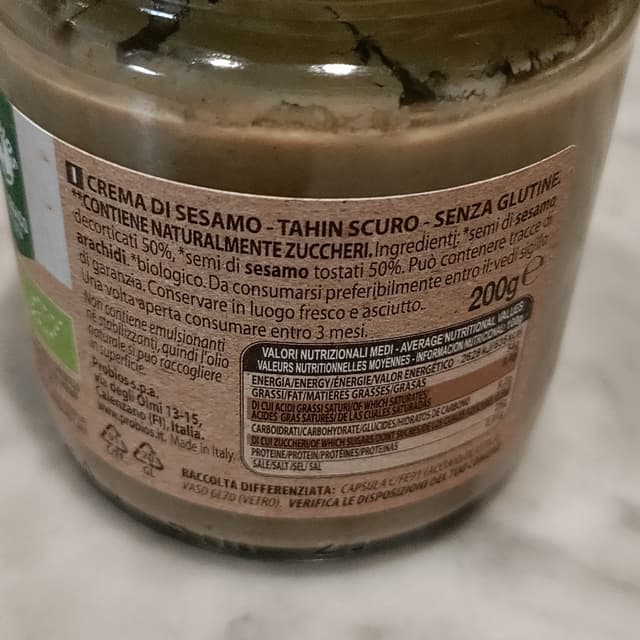 I CREMA DI SESAMO - TAHIN SCURO - SENZA GLUTINE.
**CONTIENE NATURALMENTE ZUCCHERI. Ingredienti: *semi di sesamo
decorticati 50%, *semi di sesamo tostati 50%. Può contenere tracce di
arachidi. *biologico. Da consumarsi preferibilmente entro il: vedi sigillo
di garanzia. Conservare in luogo fresco e asciutto.
Una volta aperta consumare entro 3 mesi.
200g e
Non contiene emulsionanti
né stabilizzanti, quindi l'olio
naturale si può raccogliere
in superficie.
Probios s.p.a.
Via degli Olmi 13-15,
Calenzano (FI), Italia.
www.probios.it. Made in Italy
VALORI NUTRIZIONALI MEDI - AVERAGE NUTRITIONAL VALUES
VALEURS NUTRITIONNELLES MOYENNES - INFORMACIÓN NUTRICIONAL: 100g
ENERGIA/ENERGY/ÉNERGIE/VALOR ENERGÉTICO
GRASSI/FAT/MATIÈRES GRASSES/GRASAS
DI CUI ACIDI GRASSI SATURI/OF WHICH SATURATES/
ACIDES GRAS SATURÉS/DE LAS CUALES SATURADAS
CARBOIDRATI/CARBOHYDRATE/GLUCIDES/HIDRATOS DE CARBONO
DI CUI ZUCCHERI/OF WHICH SUGARS
PROTEINE/PROTEIN/PROTÉINES/PROTEÍNAS
SALE/SALT/SEL/SAL
RACCOLTA DIFFERENZIATA: CAPSULA
VASO GL70 (VETRO). VERIFICA LE DISPOSIZIONI DEL TUO COMUNE